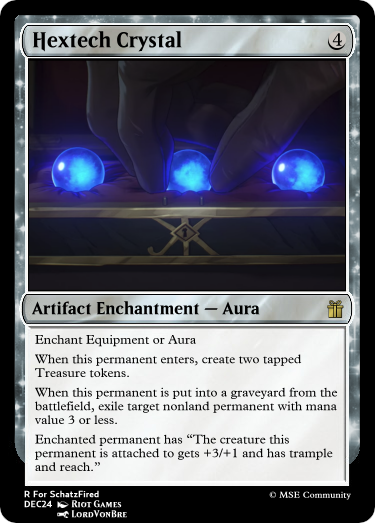 Hextech Crystal 4
Artifact Enchantment — Aura
Enchant Equipment or Aura
When this permanent enters, create two tapped
Treasure tokens.
When this permanent is put into a graveyard from the
battlefield, exile target nonland permanent with mana
value 3 or less.
Enchanted permanent has “The creature this
permanent is attached to gets +3/+1 and has trample
and reach.”
R For SchatzFired
DEC24 Riot Games © MSE Community
LordVonBre